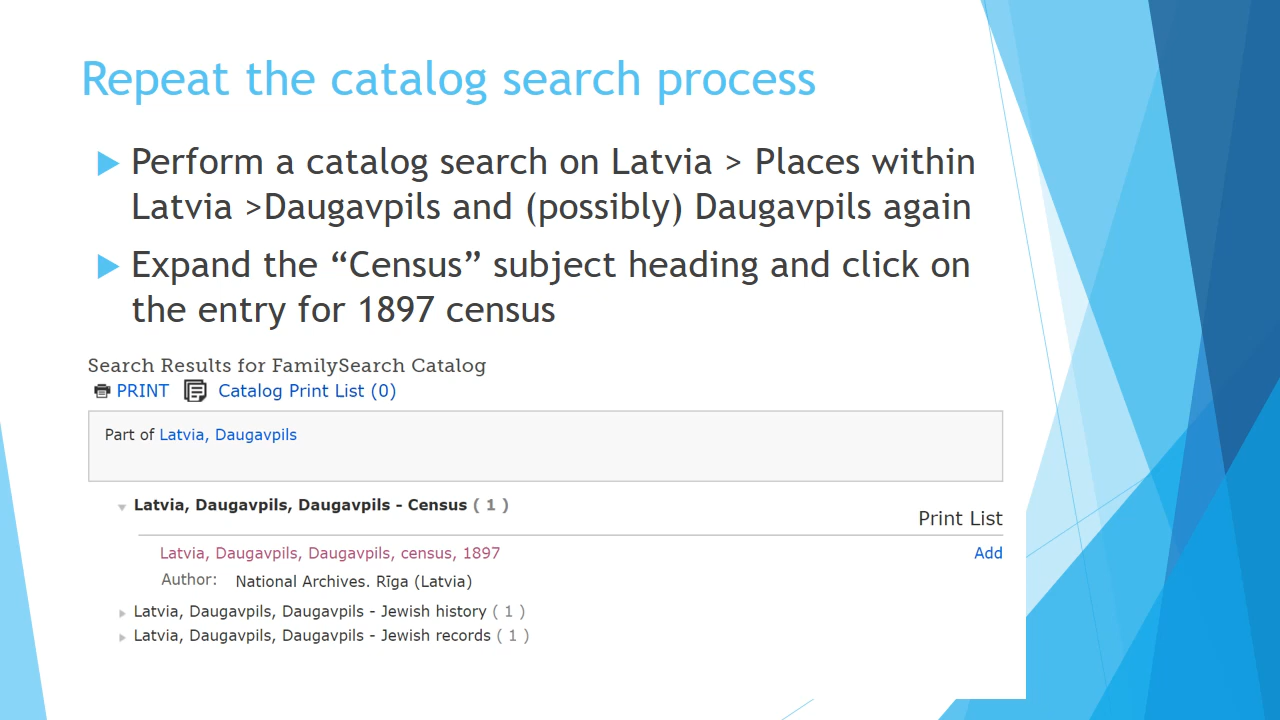 Repeat the catalog search process
Perform a catalog search on Latvia > Places within
Latvia >Daugavpils and (possibly) Daugavpils again
Expand the “Census” subject heading and click on
the entry for 1897 census
Search Results for FamilySearch Catalog
PRINT Catalog Print List (0)
Part of Latvia, Daugavpils
Latvia, Daugavpils, Daugavpils - Census ( 1 )
Print List
Latvia, Daugavpils, Daugavpils, census, 1897 Add
Author: National Archives. Rīga (Latvia)
Latvia, Daugavpils, Daugavpils - Jewish history ( 1 )
Latvia, Daugavpils, Daugavpils - Jewish records ( 1 )